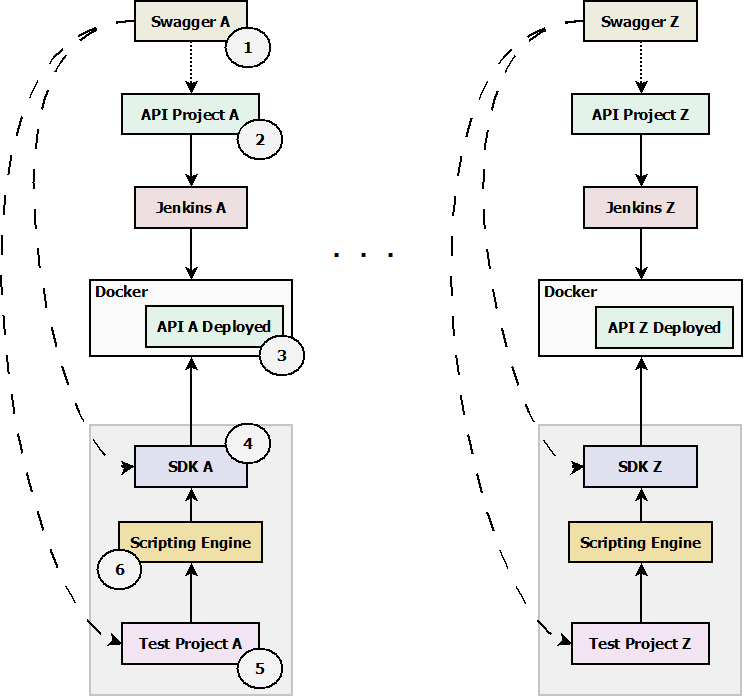 Swagger A
1
API Project A
2
Jenkins A
Docker
API A Deployed
3
4
SDK A
Scripting Engine
6
Test Project A
5
. . .
Swagger Z
API Project Z
Jenkins Z
Docker
API Z Deployed
SDK Z
Scripting Engine
Test Project Z